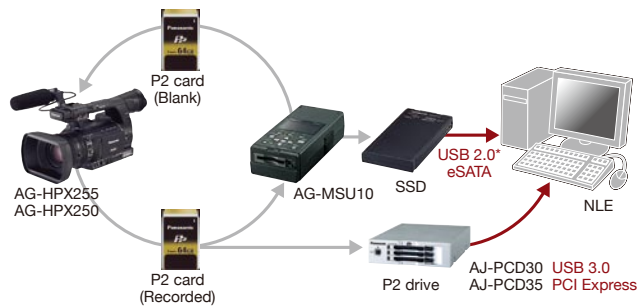 Panasonic
P2
64GB
P2 card
(Blank)
AG-HPX255
AG-HPX250
AG-MSU10
SSD
USB 2.0*
eSATA
NLE
Panasonic
P2
64GB
P2 card
(Recorded)
Panasonic
P2 drive
AJ-PCD30 USB 3.0
AJ-PCD35 PCI Express